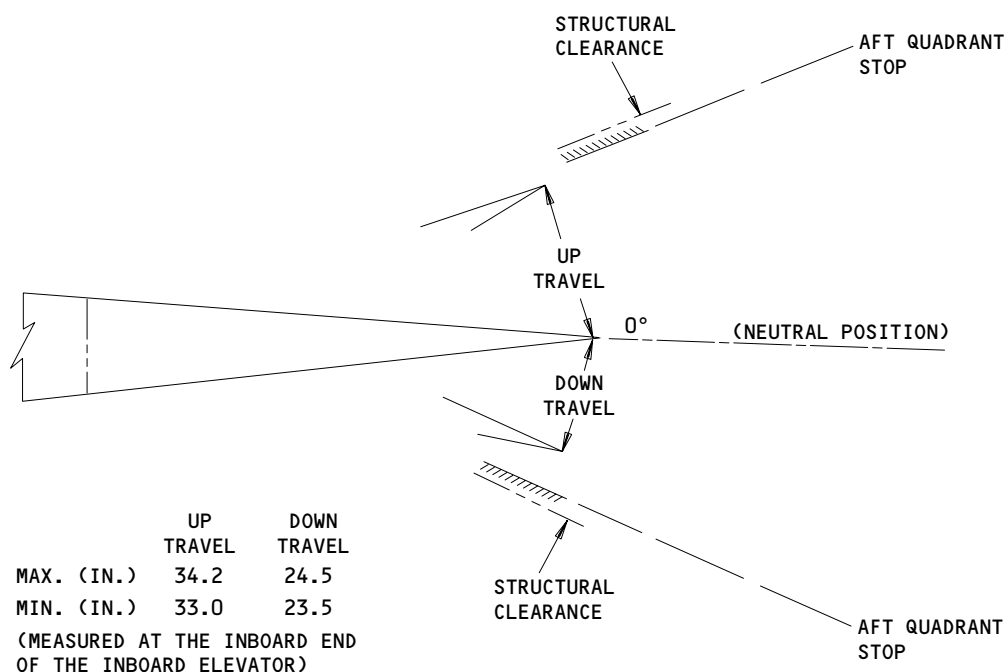 STRUCTURAL
CLEARANCE
AFT QUADRANT
STOP
UP
TRAVEL
0°
(NEUTRAL POSITION)
DOWN
TRAVEL
UP DOWN
TRAVEL TRAVEL
MAX. (IN.) 34.2 24.5
MIN. (IN.) 33.0 23.5
(MEASURED AT THE INBOARD END
OF THE INBOARD ELEVATOR)
STRUCTURAL
CLEARANCE
AFT QUADRANT
STOP